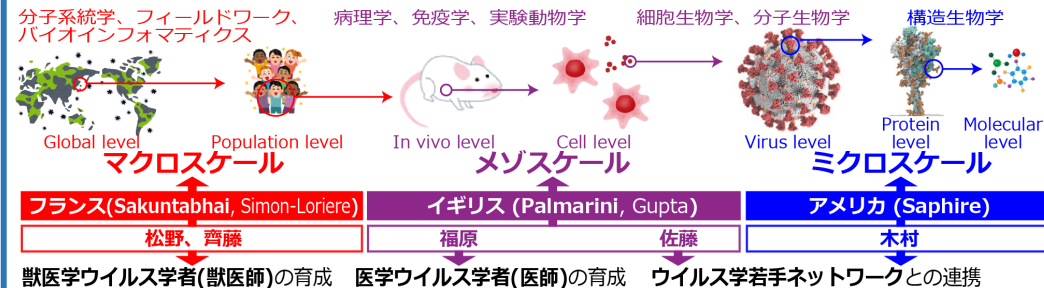 分子系統学、フィールドワーク、
バイオインフォマティクス
病理学、免疫学、実験動物学
細胞生物学、分子生物学
構造生物学
Global level
Population level
In vivo level
Cell level
Virus level
Protein
level
Molecular
level
マクロスケール
メゾスケール
ミクロスケール
フランス(Sakuntabhai, Simon-Loriere)
イギリス (Palmarini, Gupta)
アメリカ (Saphire)
松野、齊藤
福原
佐藤
木村
獣医学ウイルス学者(獣医師)の育成
医学ウイルス学者(医師)の育成
ウイルス学若手ネットワークとの連携